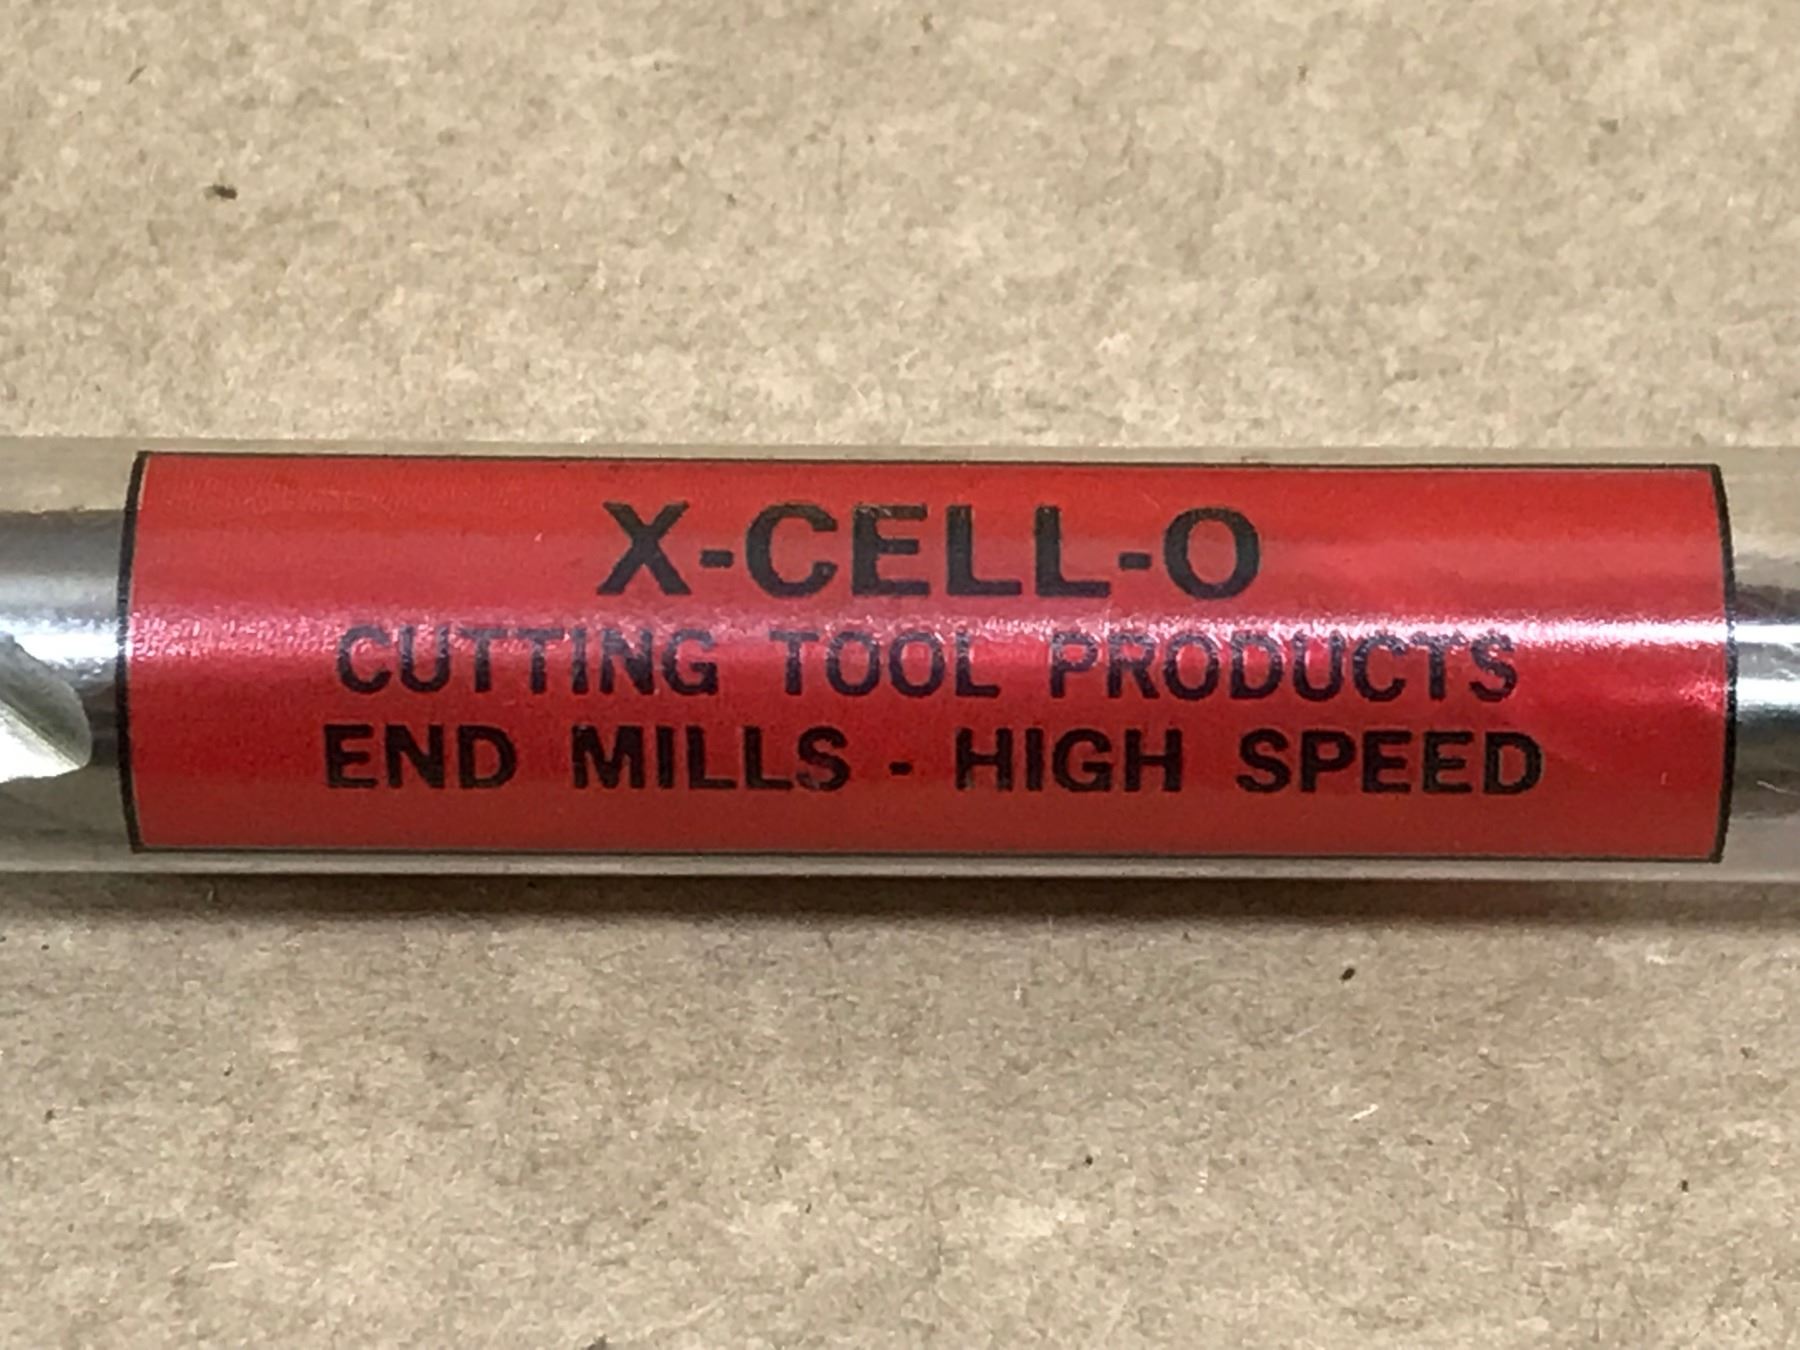 X-CELL-O
CUTTING TOOL PRODUCTS
END MILLS - HIGH SPEED